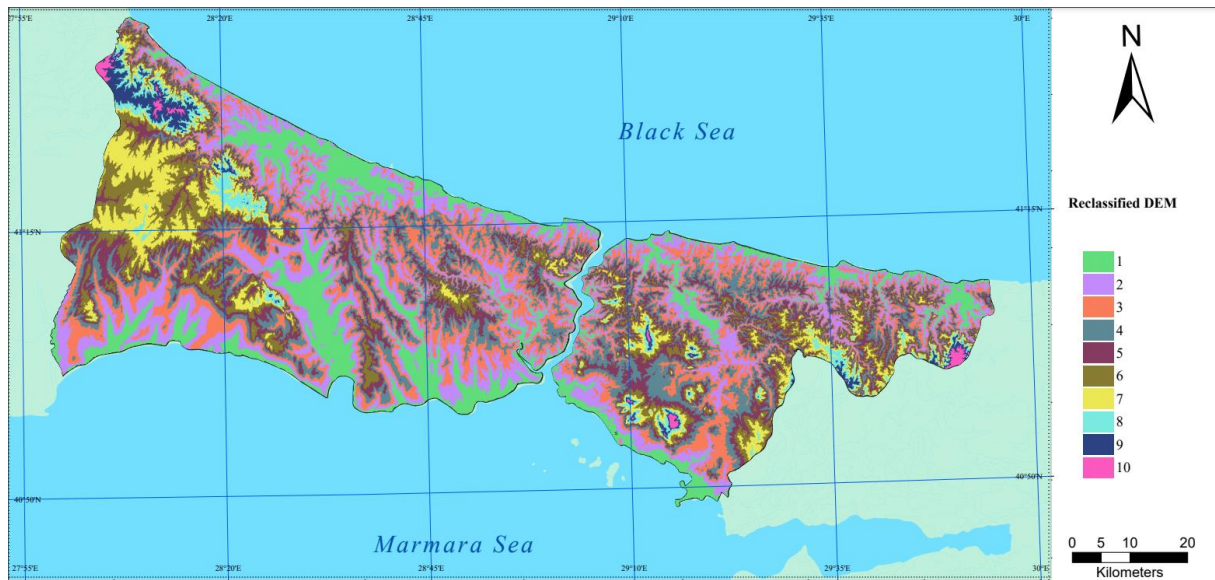 27°55'E 28°20'E 28°45'E 29°10'E 29°35'E 30°E
N
Black Sea
Reclassified DEM
41°15'N 41°15'N
1
2
3
4
5
6
7
8
9
10
40°50'N 40°50'N
Marmara Sea
0 5 10 20
Kilometers
27°55'E 28°20'E 28°45'E 29°10'E 29°35'E 30°E